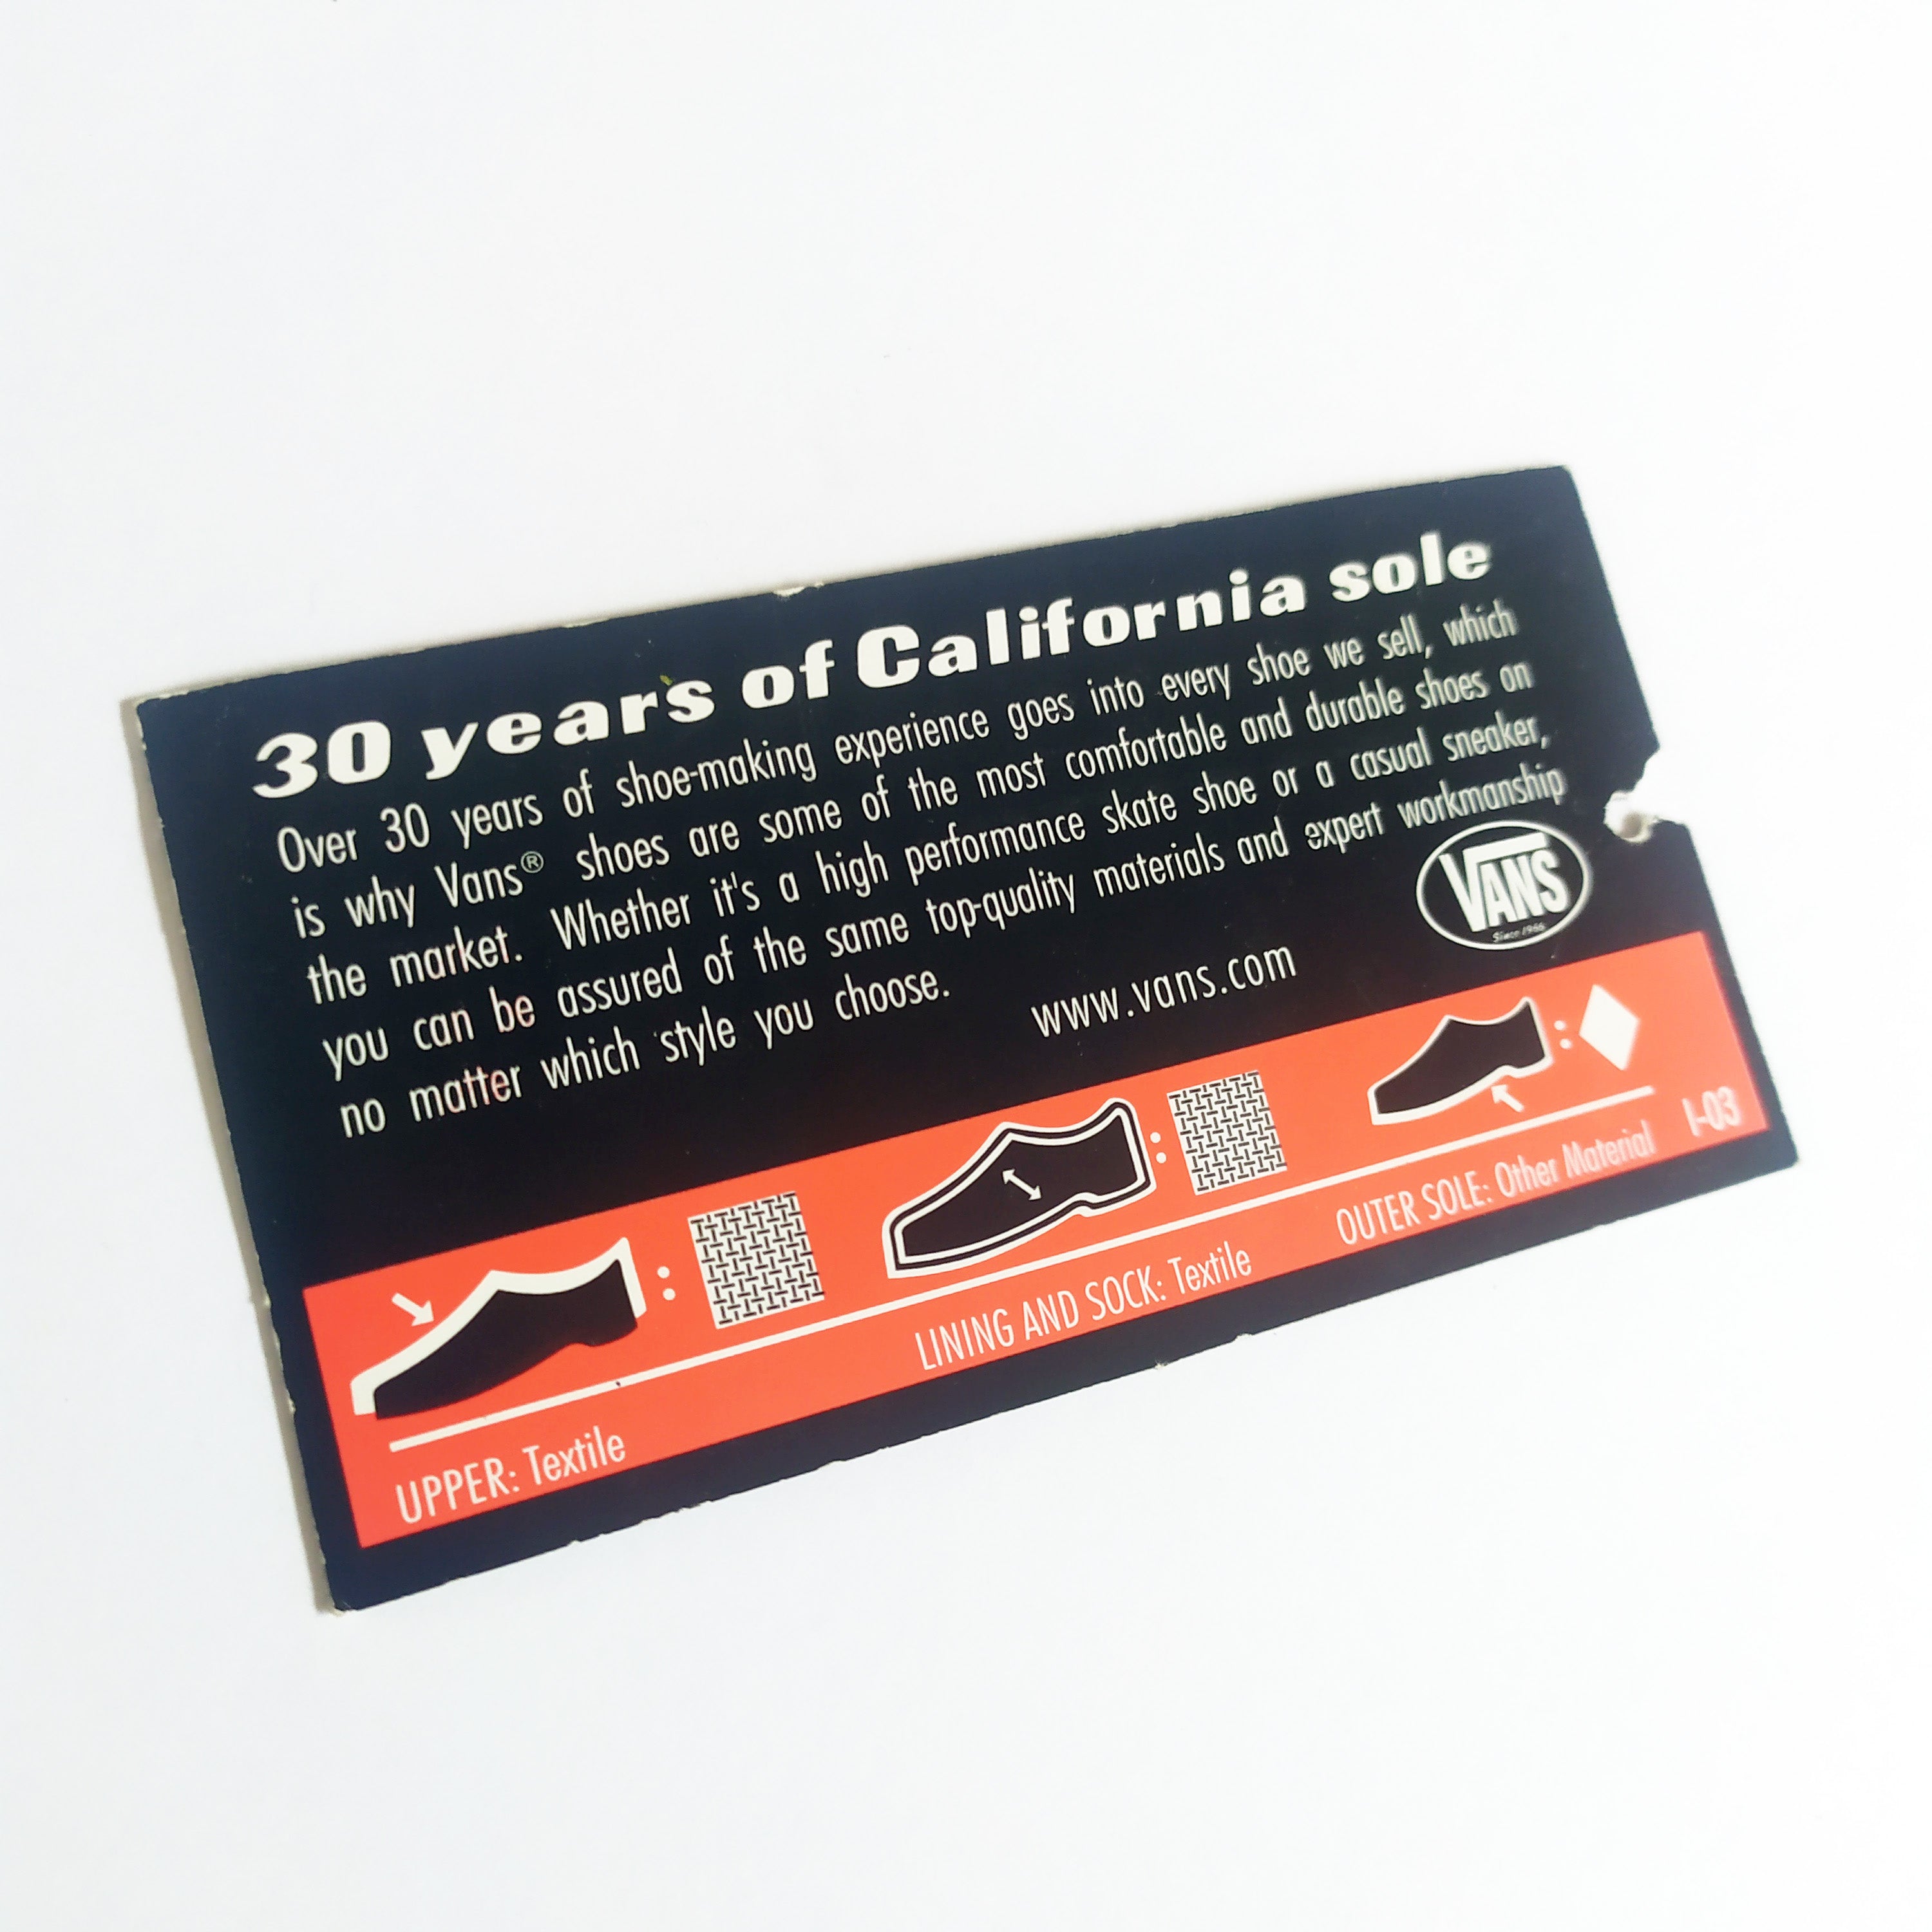 30 years of California sole
Over 30 years of shoe-making experience goes into every shoe we sell, which
is why Vans® shoes are some of the most comfortable and durable shoes on
the market. Whether it's a high performance skate shoe or a casual sneaker,
you can be assured of the same top-quality materials and expert workmanship
no matter which style you choose.
www.vans.com
VANS
Since 1966
UPPER: Textile
LINING AND SOCK: Textile
OUTER SOLE: Other Material
I-03